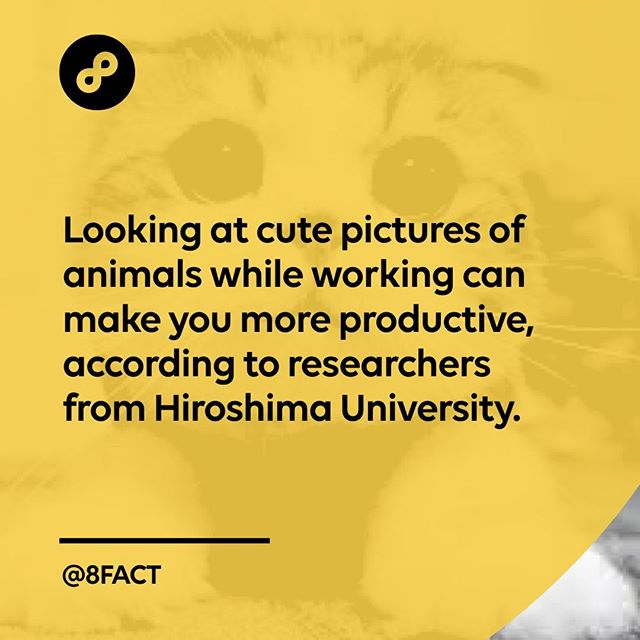 Looking at cute pictures of
animals while working can
make you more productive,
according to researchers
from Hiroshima University.
@8FACT